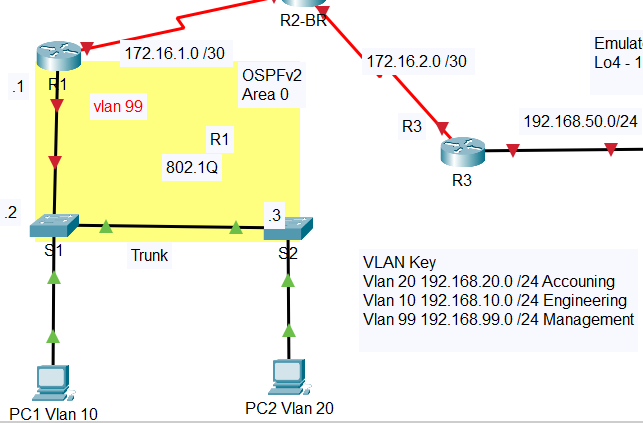 R2-BR
172.16.1.0 /30
172.16.2.0 /30
Emulat
Lo4 - 1
OSPFv2
Area 0
.1
R1
vlan 99
R3
192.168.50.0/24
R1
802.1Q
R3
.2
.3
S1
Trunk
S2
VLAN Key
Vlan 20 192.168.20.0 /24 Accouning
Vlan 10 192.168.10.0 /24 Engineering
Vlan 99 192.168.99.0 /24 Management
PC1 Vlan 10
PC2 Vlan 20